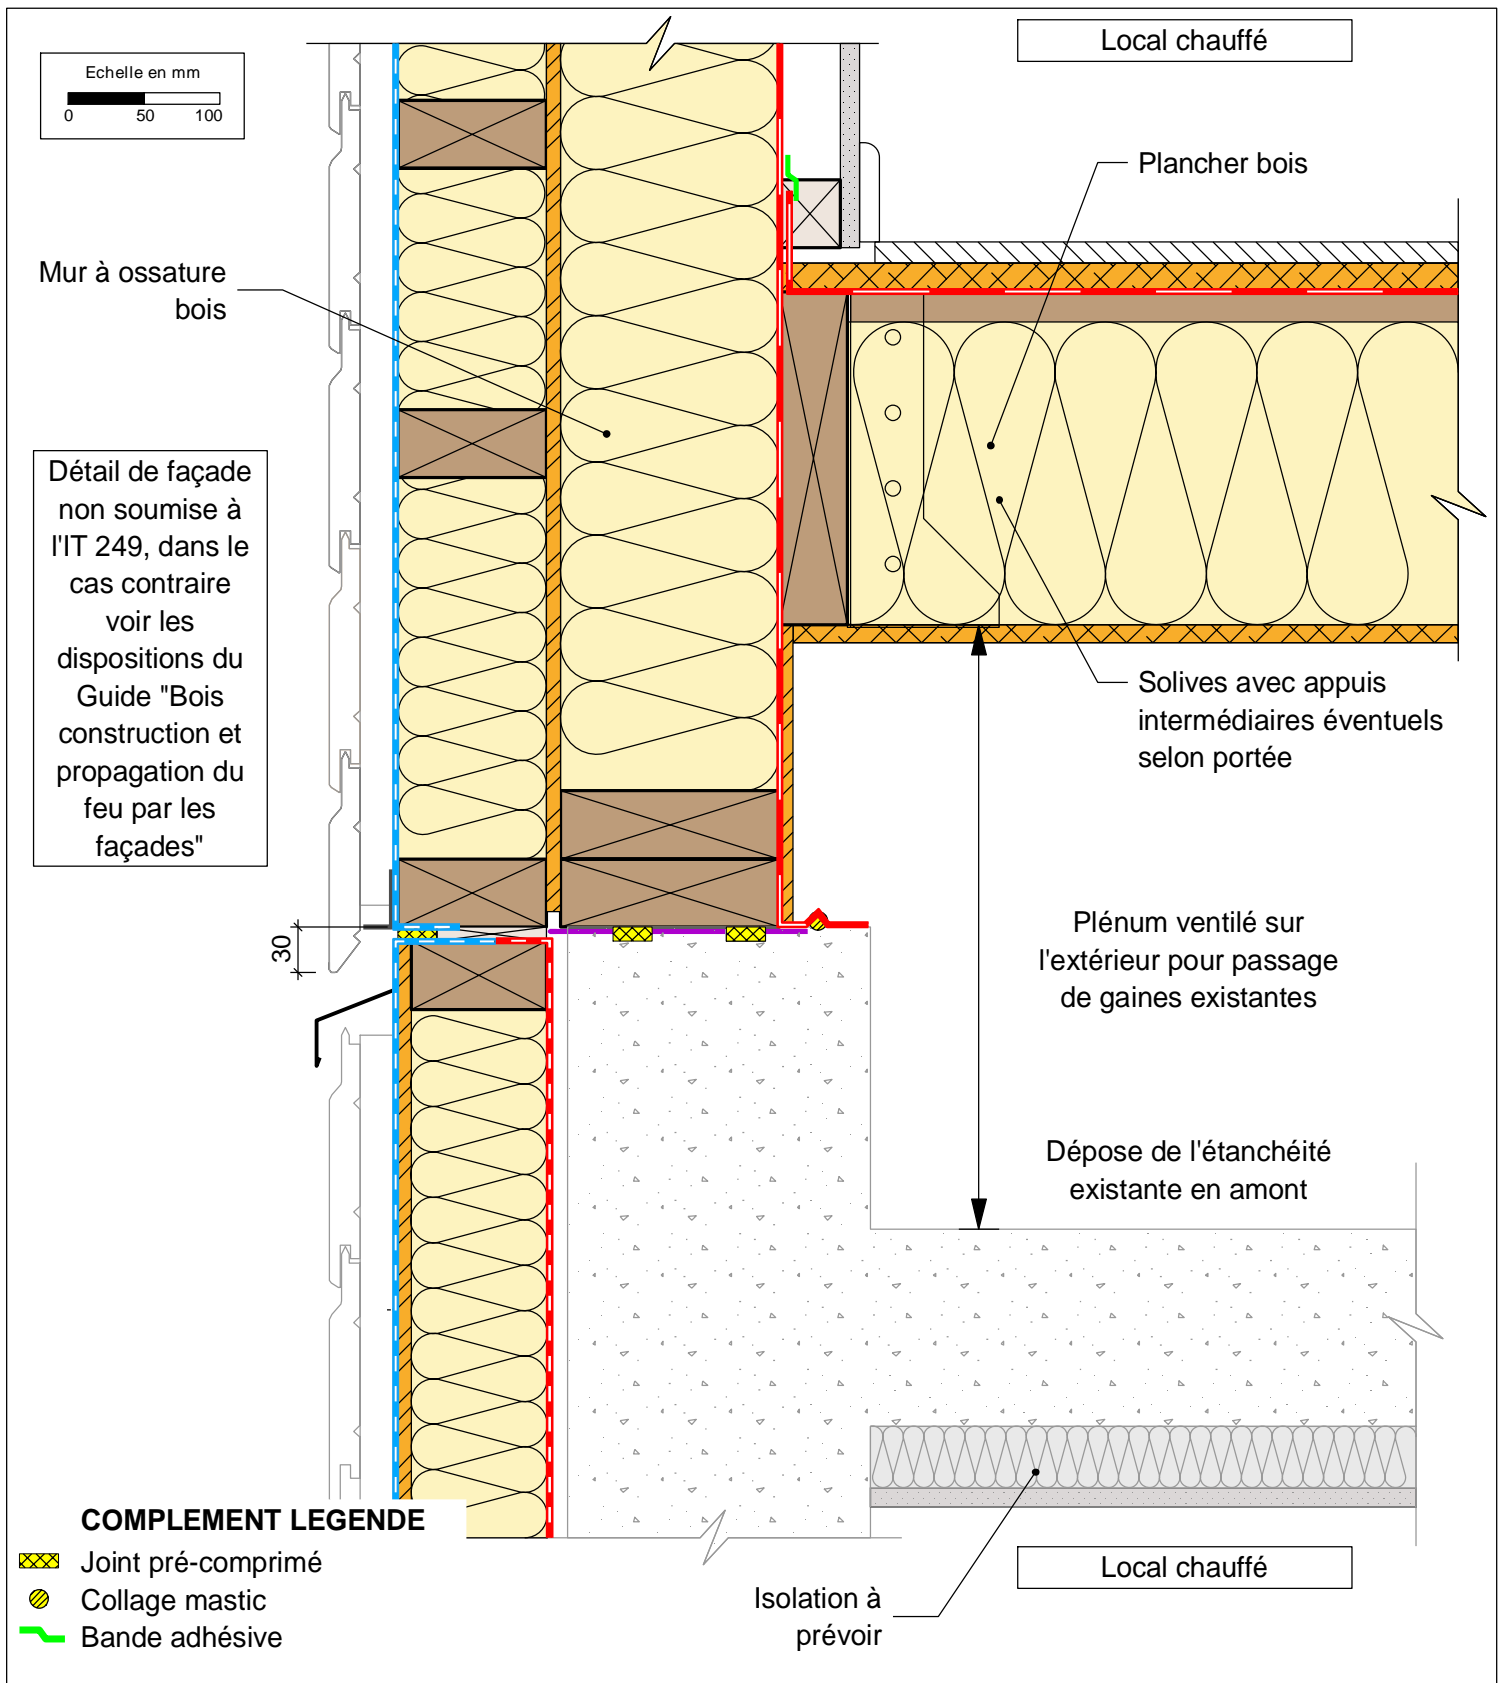 Local chauffé
Echelle en mm
0 50 100
Plancher bois
Mur à ossature
bois
Détail de façade
non soumise à
l'IT 249, dans le
cas contraire
voir les
dispositions du
Guide "Bois
construction et
propagation du
feu par les
façades"
Solives avec appuis
intermédiaires éventuels
selon portée
30
Plénum ventilé sur
l'extérieur pour passage
de gaines existantes
Dépose de l'étanchéité
existante en amont
COMPLEMENT LEGENDE
Joint pré-comprimé
Collage mastic
Bande adhésive
Isolation à
prévoir
Local chauffé